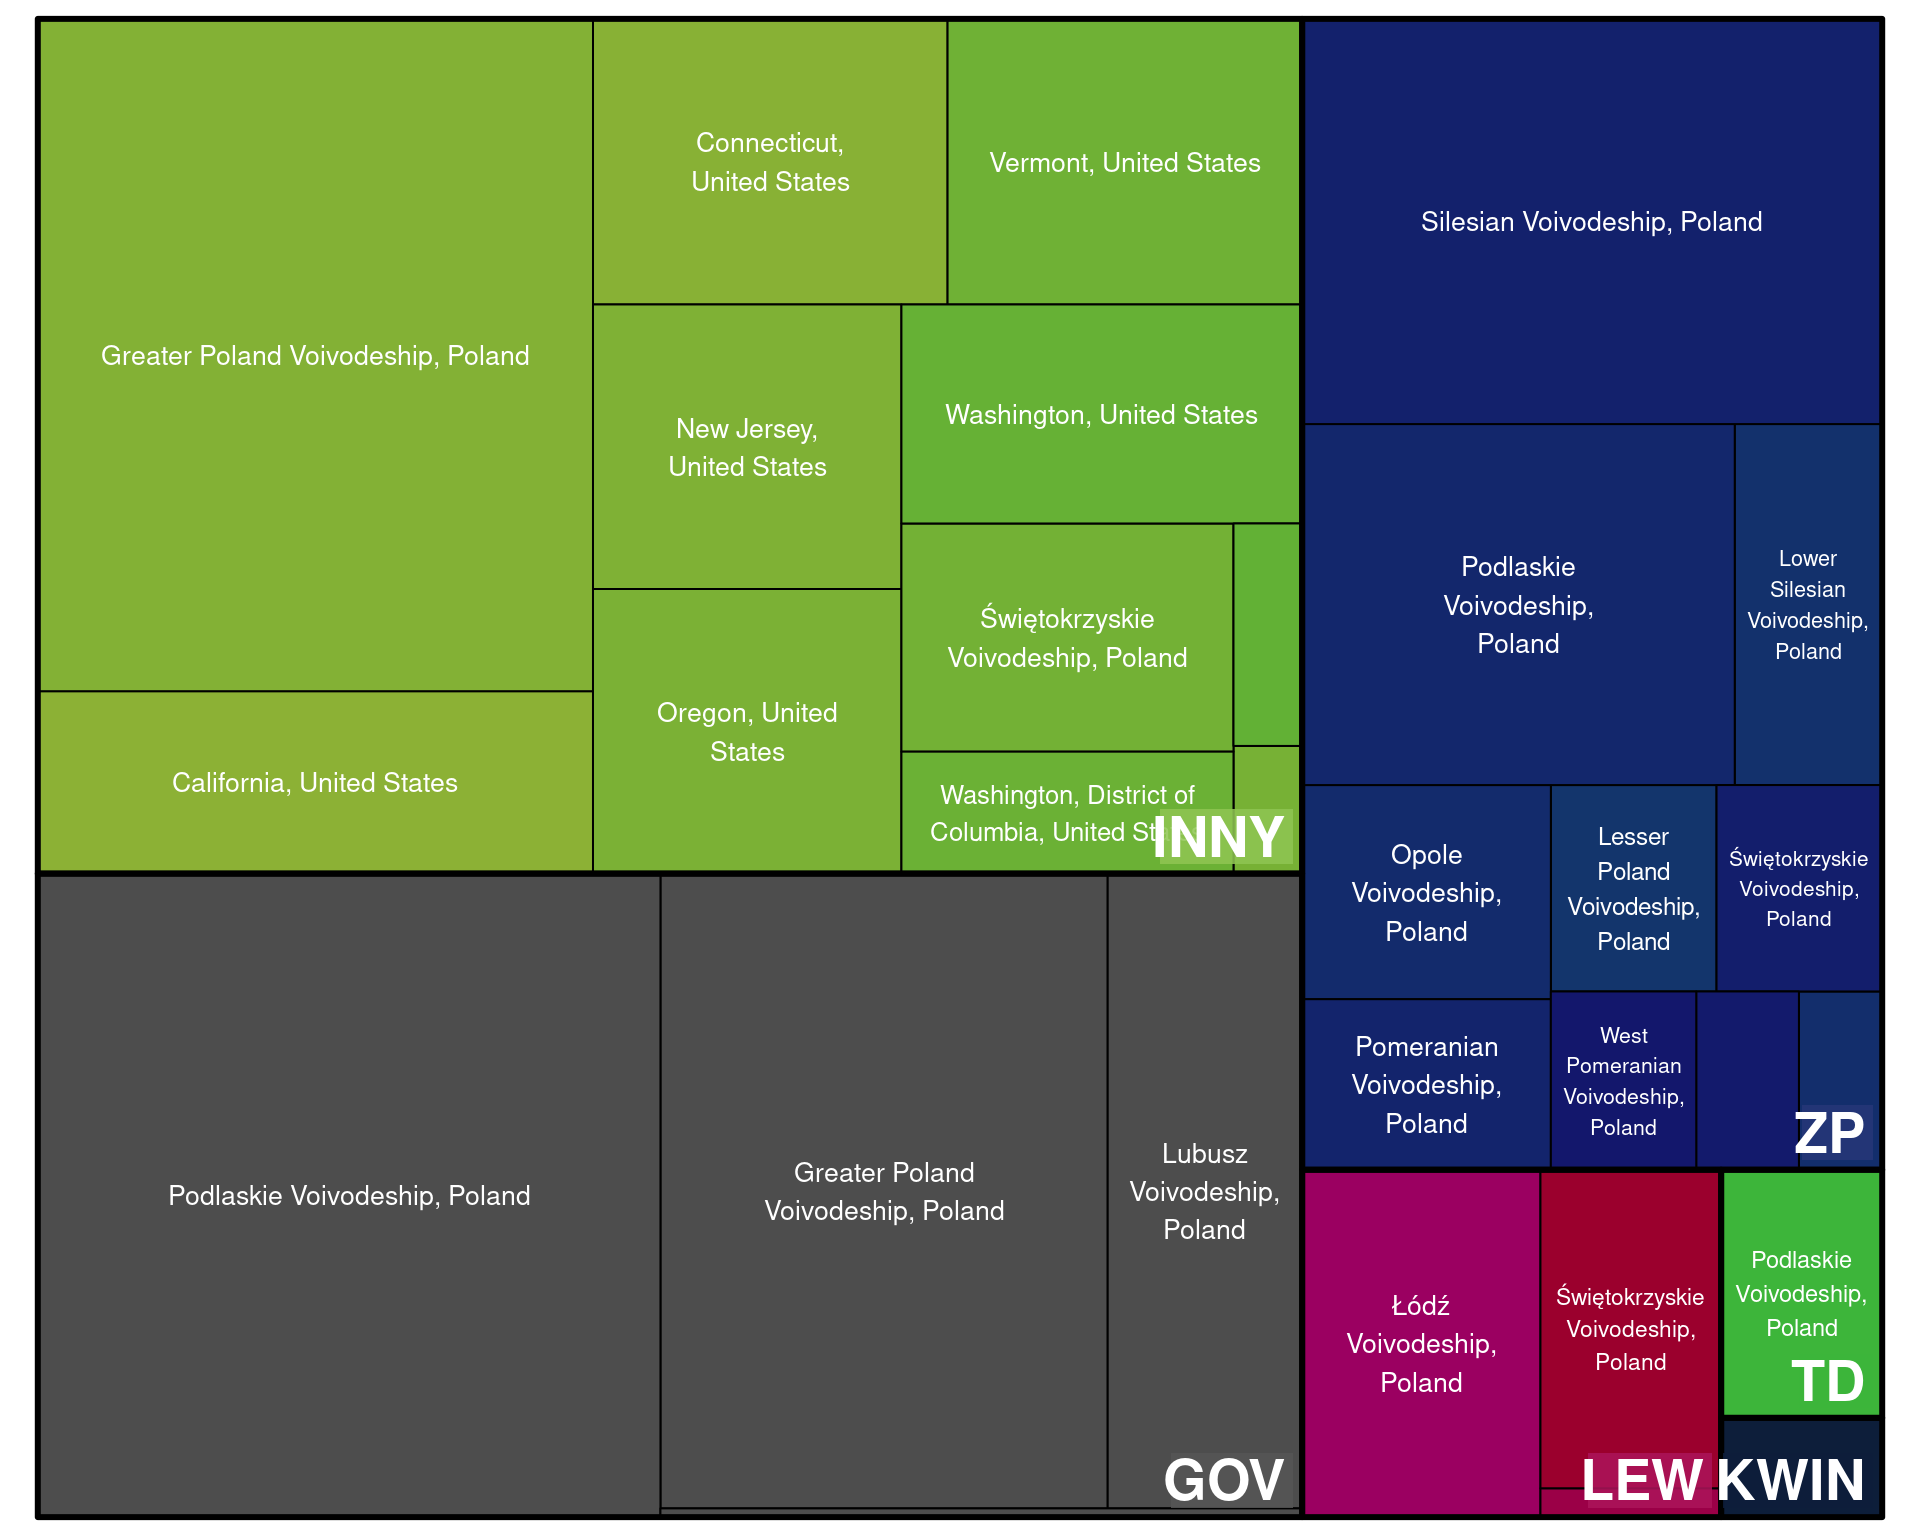 Greater Poland Voivodeship, Poland
California, United States
Connecticut,
United States
Vermont, United States
New Jersey,
United States
Washington, United States
Oregon, United
States
Świętokrzyskie
Voivodeship, Poland
Washington, District of
Columbia, United
INNY
Podlaskie Voivodeship, Poland
Greater Poland
Voivodeship, Poland
Lubusz
Voivodeship,
Poland
GOV
Silesian Voivodeship, Poland
Podlaskie
Voivodeship,
Poland
Lower
Silesian
Voivodeship,
Poland
Opole
Voivodeship,
Poland
Lesser
Poland
Voivodeship,
Poland
Świętokrzyskie
Voivodeship,
Poland
Pomeranian
Voivodeship,
Poland
West
Pomeranian
Voivodeship,
Poland
ZP
Łódź
Voivodeship,
Poland
Świętokrzyskie
Voivodeship,
Poland
LEW
Podlaskie
Voivodeship,
Poland
TD
KWIN